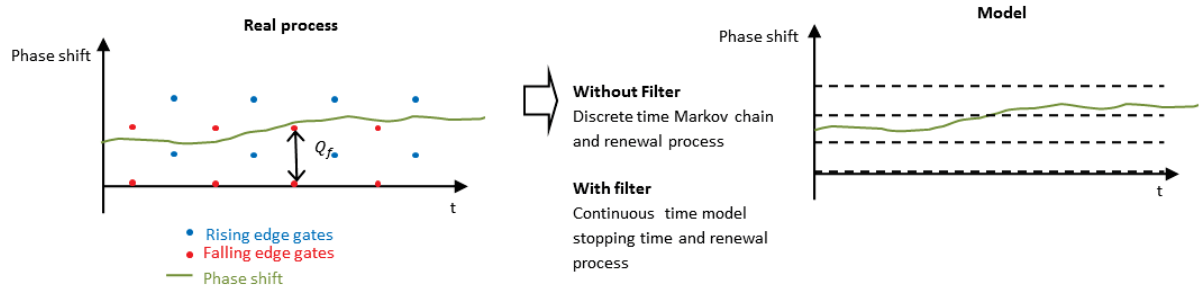 Real process
Phase shift
Q_f
t
Rising edge gates
Falling edge gates
Phase shift
Without Filter
Discrete time Markov chain
and renewal process
With filter
Continuous time model
stopping time and renewal
process
Model
Phase shift
t